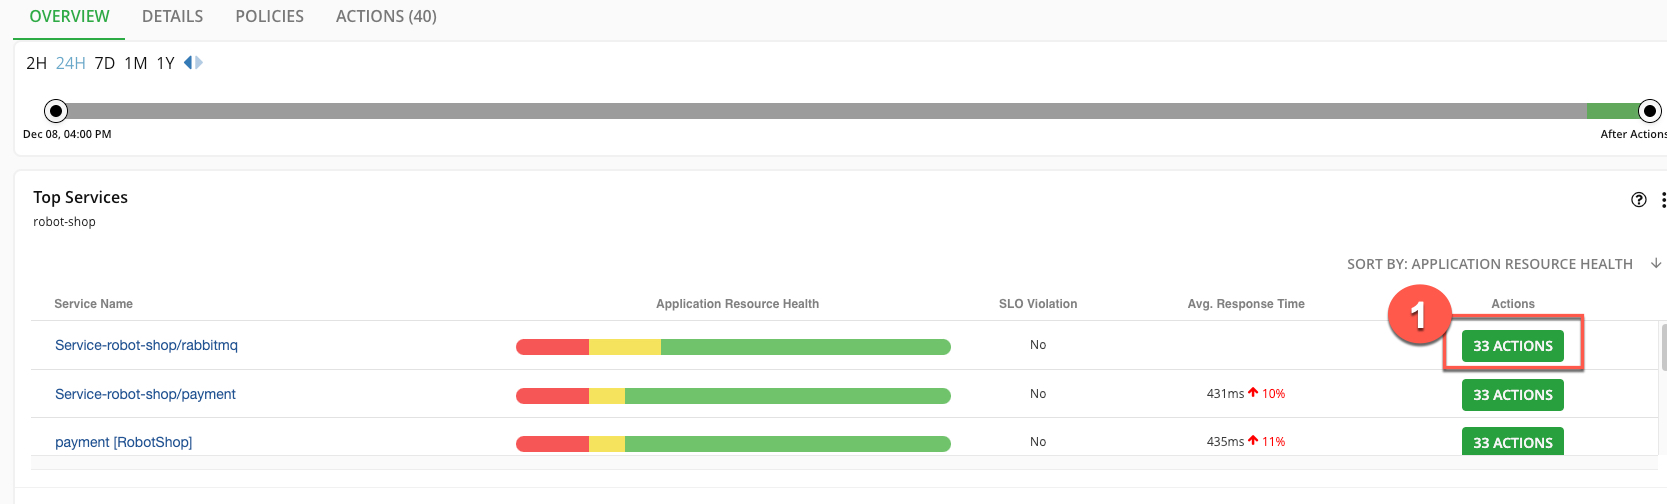 OVERVIEW DETAILS POLICIES ACTIONS (40)
2H 24H 7D 1M 1Y
Dec 08, 04:00 PM After Actions
Top Services
robot-shop
SORT BY: APPLICATION RESOURCE HEALTH
Service Name Application Resource Health SLO Violation Avg. Response Time Actions
1
Service-robot-shop/rabbitmq No 33 ACTIONS
Service-robot-shop/payment No 431ms 10% 33 ACTIONS
payment [RobotShop] No 435ms 11% 33 ACTIONS